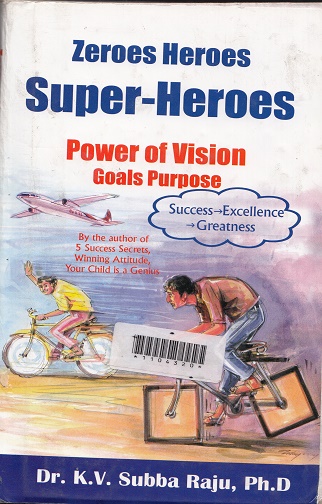 Zeroes Heroes
Super-Heroes
Power of Vision
Goals Purpose
Success→Excellence
→Greatness
By the author of
5 Success Secrets,
Winning Attitude,
Your Child is a Genius
Dr. K.V. Subba Raju, Ph.D